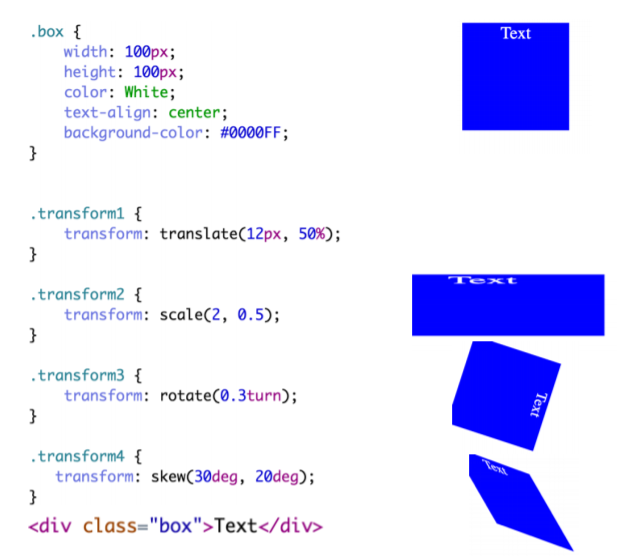 .box {
    width: 100px;
    height: 100px;
    color: White;
    text-align: center;
    background-color: #0000FF;
}
Text
.transform1 {
    transform: translate(12px, 50%);
}
.transform2 {
    transform: scale(2, 0.5);
}
Text
.transform3 {
    transform: rotate(0.3turn);
}
Text
.transform4 {
   transform: skew(30deg, 20deg);
}
Text
<div class="box">Text</div>